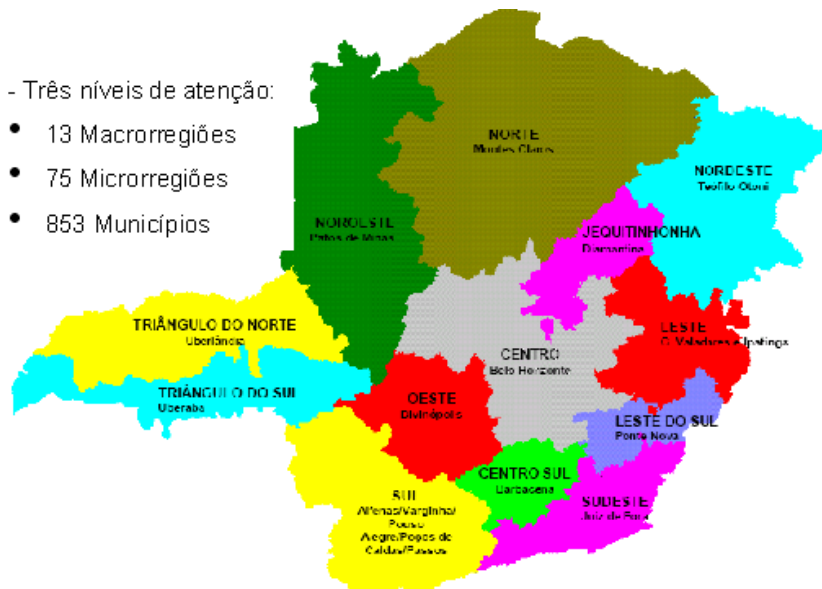 - Três níveis de atenção:
• 13 Macrorregiões
• 75 Microrregiões
• 853 Municípios
NORTE
Montes Claros
NORDESTE
Teofilo Otoni
NOROESTE
Patos de Minas
JEQUITINHONHA
Diamantina
TRIÂNGULO DO NORTE
Uberlândia
LESTE
G. Valadares e Ipatinga
CENTRO
Belo Horizonte
TRIÂNGULO DO SUL
Uberaba
OESTE
Divinópolis
LESTE DO SUL
Ponte Nova
CENTRO SUL
Barbacena
SUDESTE
Juiz de Fora
SUL
Alfenas/Varginha/
Pouso
Alegre/Poços de
Caldas/Passos